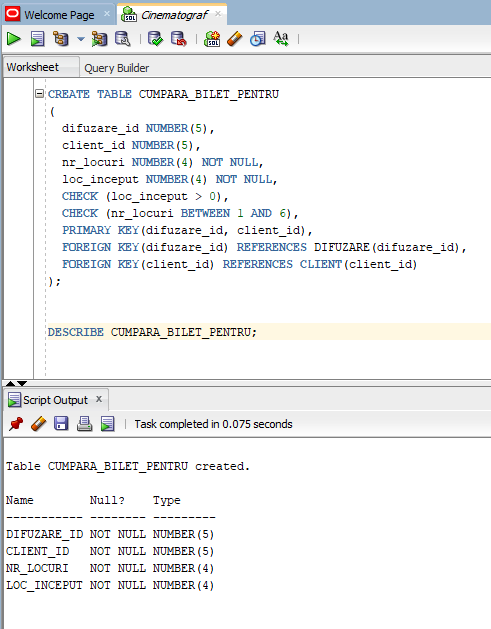 Welcome Page × Cinematograf ×
SQL
Aa
Worksheet Query Builder
CREATE TABLE CUMPARA_BILET_PENTRU
(
difuzare_id NUMBER(5),
client_id NUMBER(5),
nr_locuri NUMBER(4) NOT NULL,
loc_inceput NUMBER(4) NOT NULL,
CHECK (loc_inceput > 0),
CHECK (nr_locuri BETWEEN 1 AND 6),
PRIMARY KEY(difuzare_id, client_id),
FOREIGN KEY(difuzare_id) REFERENCES DIFUZARE(difuzare_id),
FOREIGN KEY(client_id) REFERENCES CLIENT(client_id)
);
DESCRIBE CUMPARA_BILET_PENTRU;
Script Output ×
Task completed in 0.075 seconds
Table CUMPARA_BILET_PENTRU created.
Name Null? Type
----------- -------- ---------
DIFUZARE_ID NOT NULL NUMBER(5)
CLIENT_ID NOT NULL NUMBER(5)
NR_LOCURI NOT NULL NUMBER(4)
LOC_INCEPUT NOT NULL NUMBER(4)